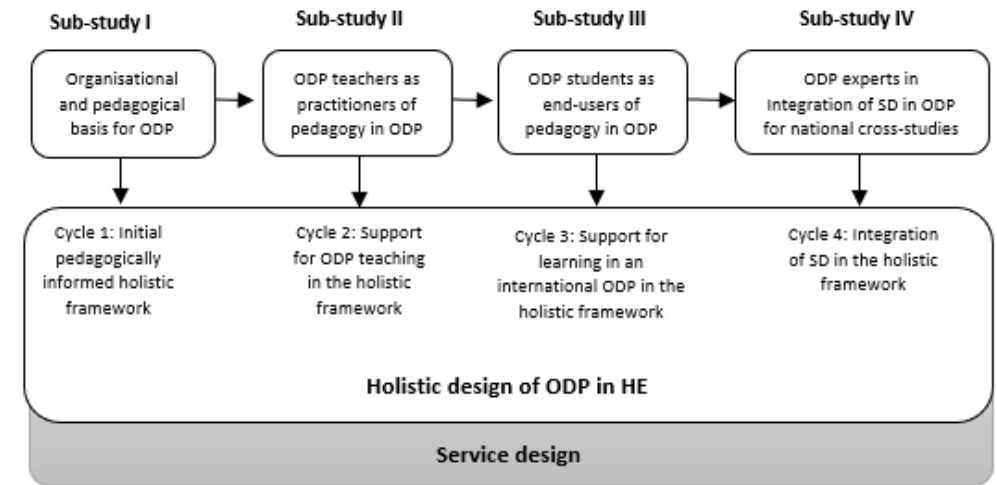 Sub-study I
Sub-study II
Sub-study III
Sub-study IV
Organisational
and pedagogical
basis for ODP
ODP teachers as
practitioners of
pedagogy in ODP
ODP students as
end-users of
pedagogy in ODP
ODP experts in
Integration of SD in ODP
for national cross-studies
Cycle 1: Initial
pedagogically
informed holistic
framework
Cycle 2: Support
for ODP teaching
in the holistic
framework
Cycle 3: Support for
learning in an
international ODP in the
holistic framework
Cycle 4: Integration
of SD in the holistic
framework
Holistic design of ODP in HE
Service design